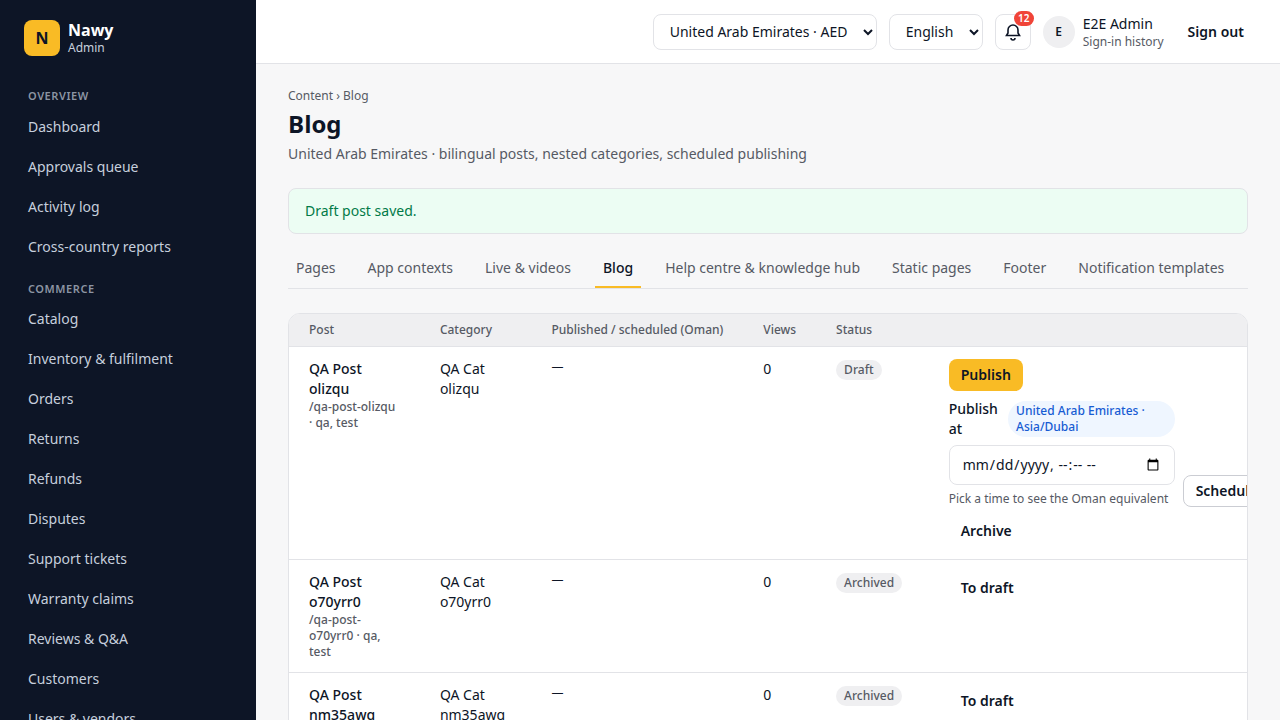 N
Nawy
Admin
United Arab Emirates · AED
English
12
E
E2E Admin
Sign-in history
Sign out
OVERVIEW
Dashboard
Approvals queue
Activity log
Cross-country reports
COMMERCE
Catalog
Inventory & fulfilment
Orders
Returns
Refunds
Disputes
Support tickets
Warranty claims
Reviews & Q&A
Customers
Users & vendors
Content › Blog
Blog
United Arab Emirates · bilingual posts, nested categories, scheduled publishing
Draft post saved.
Pages App contexts Live & videos Blog Help centre & knowledge hub Static pages Footer Notification templates
Post Category Published / scheduled (Oman) Views Status
QA Post
olizqu
/qa-post-olizqu
· qa, test
QA Cat
olizqu
—
0
Draft
Publish
Publish
at
United Arab Emirates ·
Asia/Dubai
mm/dd/yyyy, --:-- --
Pick a time to see the Oman equivalent
Schedul
Archive
QA Post
o70yrr0
/qa-post-
o70yrr0 · qa,
test
QA Cat
o70yrr0
—
0
Archived
To draft
QA Post
nm35awq
QA Cat
nm35awq
—
0
Archived
To draft